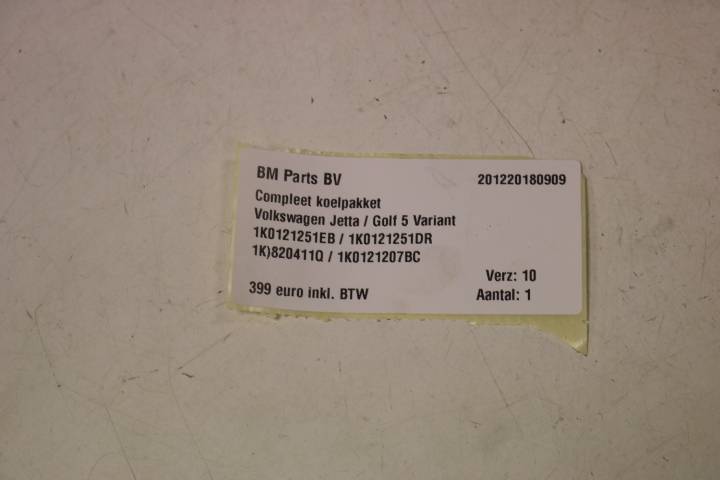 BM Parts BV 201220180909
Compleet koelpakket
Volkswagen Jetta / Golf 5 Variant
1K0121251EB / 1K0121251DR
1K)820411Q / 1K0121207BC
Verz: 10
399 euro inkl. BTW Aantal: 1